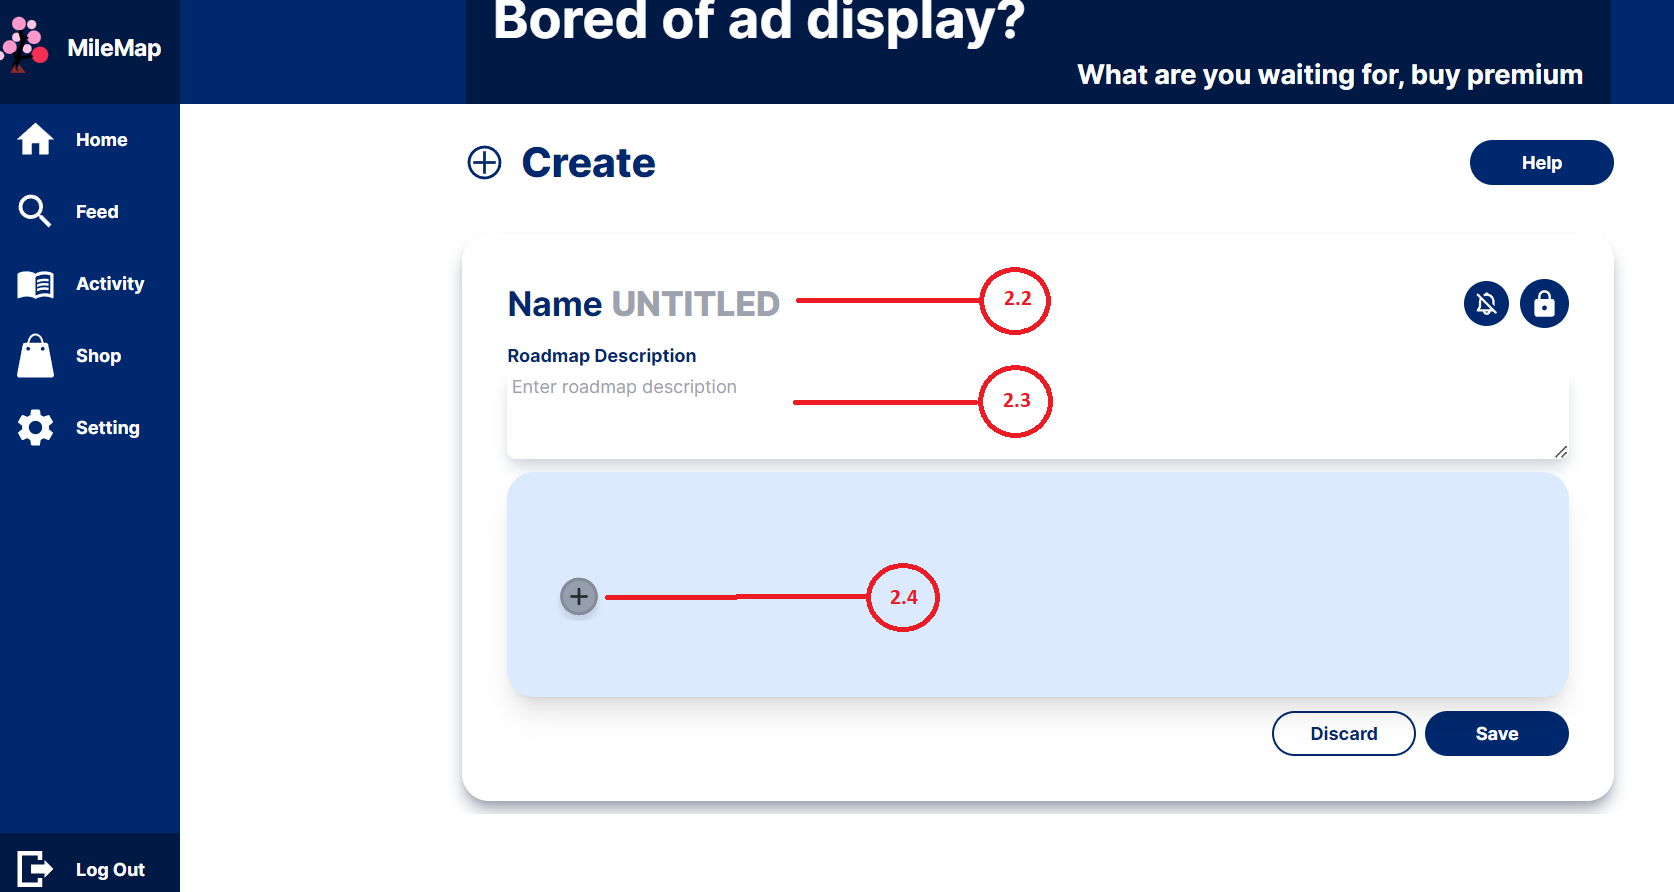 MileMap
Bored of ad display?
What are you waiting for, buy premium
Home
Feed
Activity
Shop
Setting
Log Out
Create
Help
Name UNTITLED
2.2
Roadmap Description
Enter roadmap description
2.3
2.4
Discard
Save